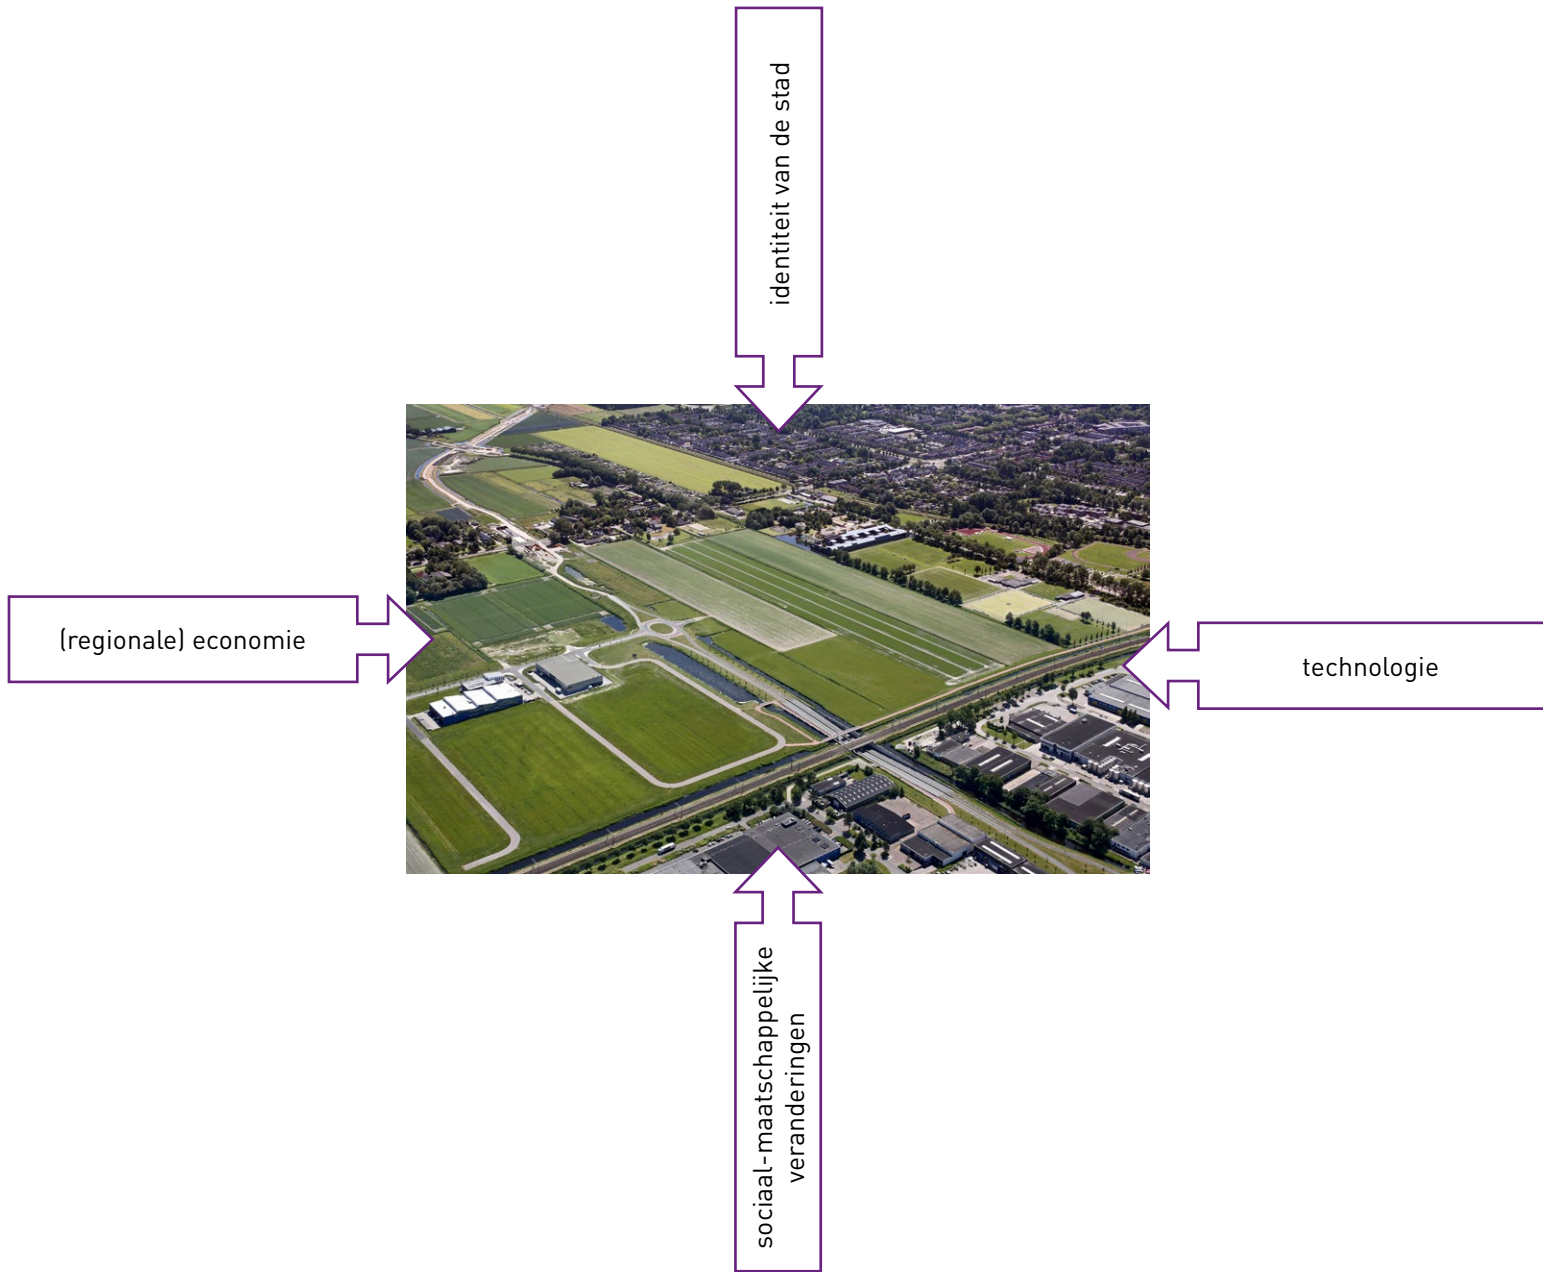 identiteit van de stad
(regionale) economie
technologie
sociaal-maatschappelijke
veranderingen